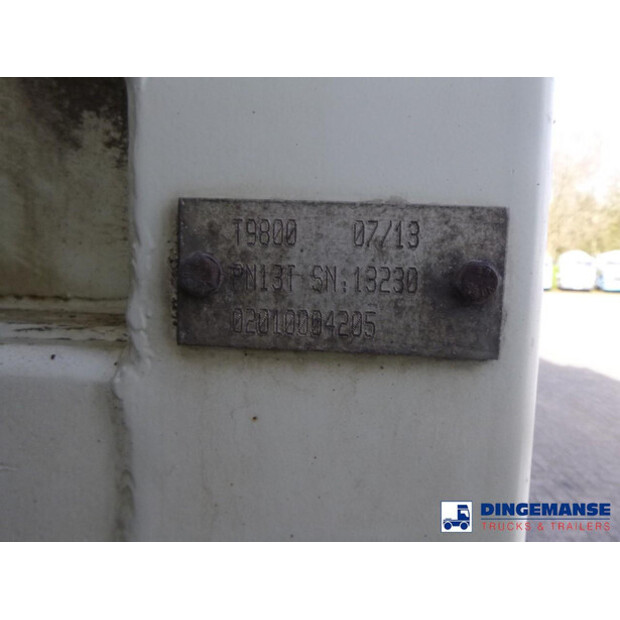 T9800 07/13
PN13T SN:13230
02010004205
DINGEMANSE
TRUCKS & TRAILERS